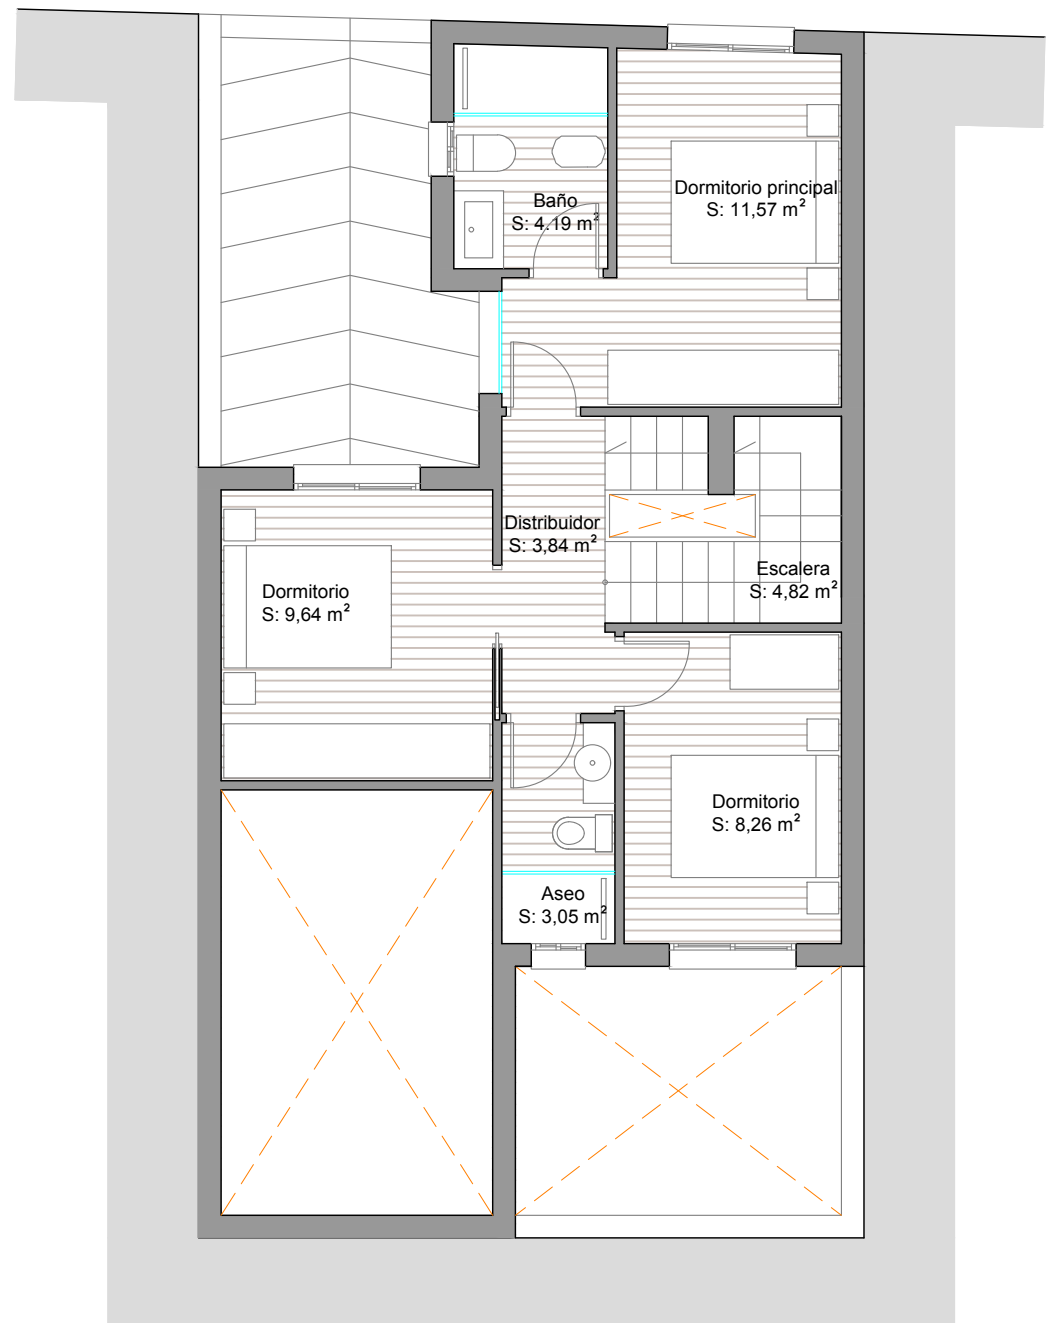 Baño
S: 4.19 m²
Dormitorio principal
S: 11,57 m²
Distribuidor
S: 3,84 m²
Escalera
S: 4,82 m²
Dormitorio
S: 9,64 m²
Dormitorio
S: 8,26 m²
Aseo
S: 3,05 m²